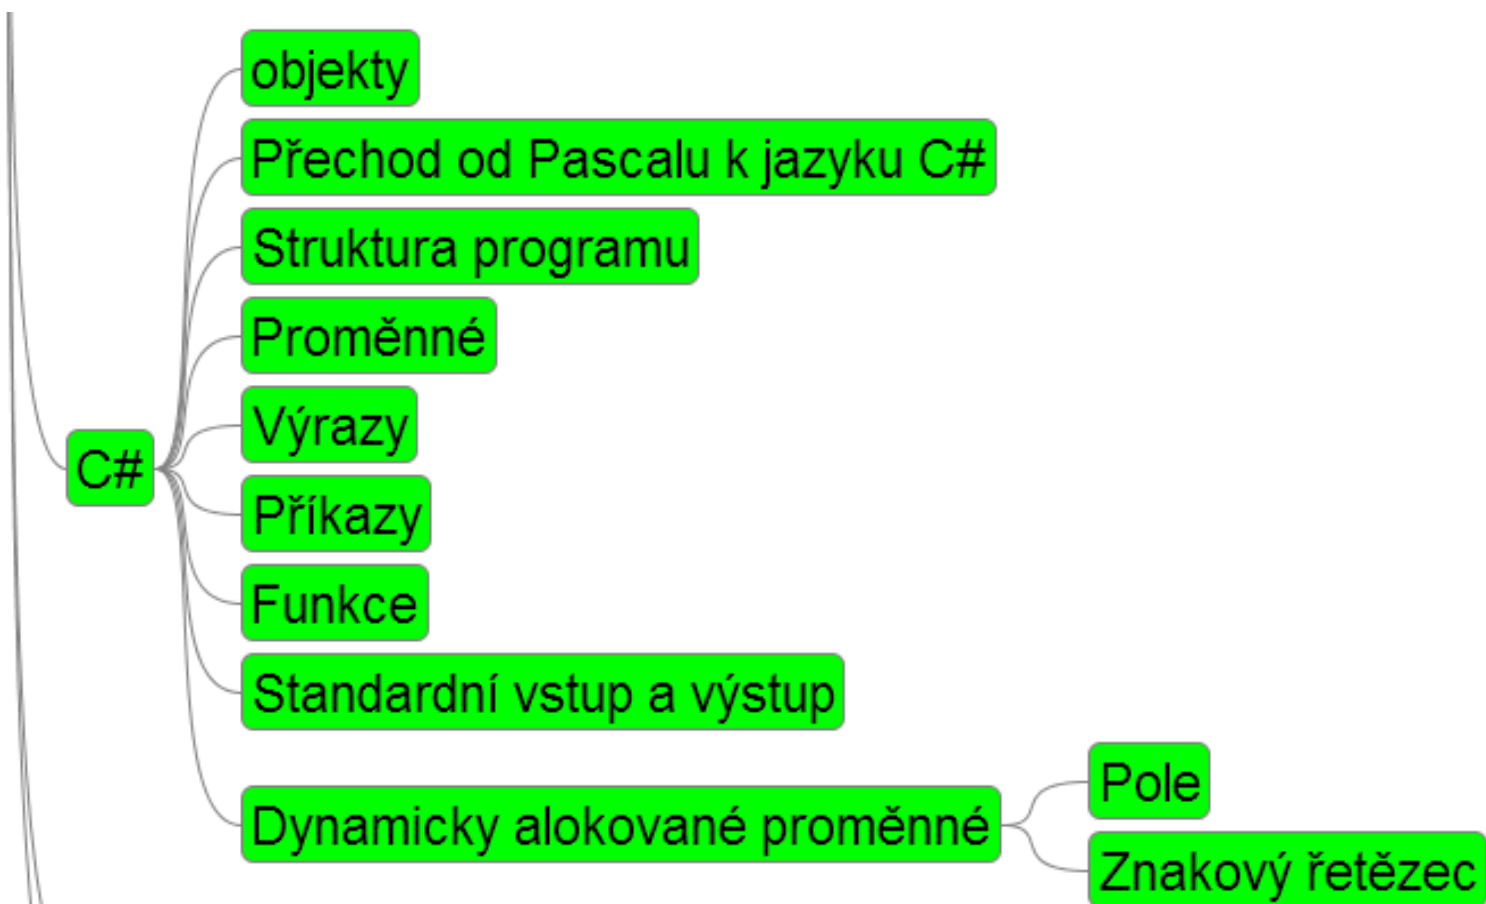 objekty
Přechod od Pascalu k jazyku C#
Struktura programu
Proměnné
Výrazy
C#
Příkazy
Funkce
Standardní vstup a výstup
Pole
Dynamicky alokované proměnné
Znakový řetězec